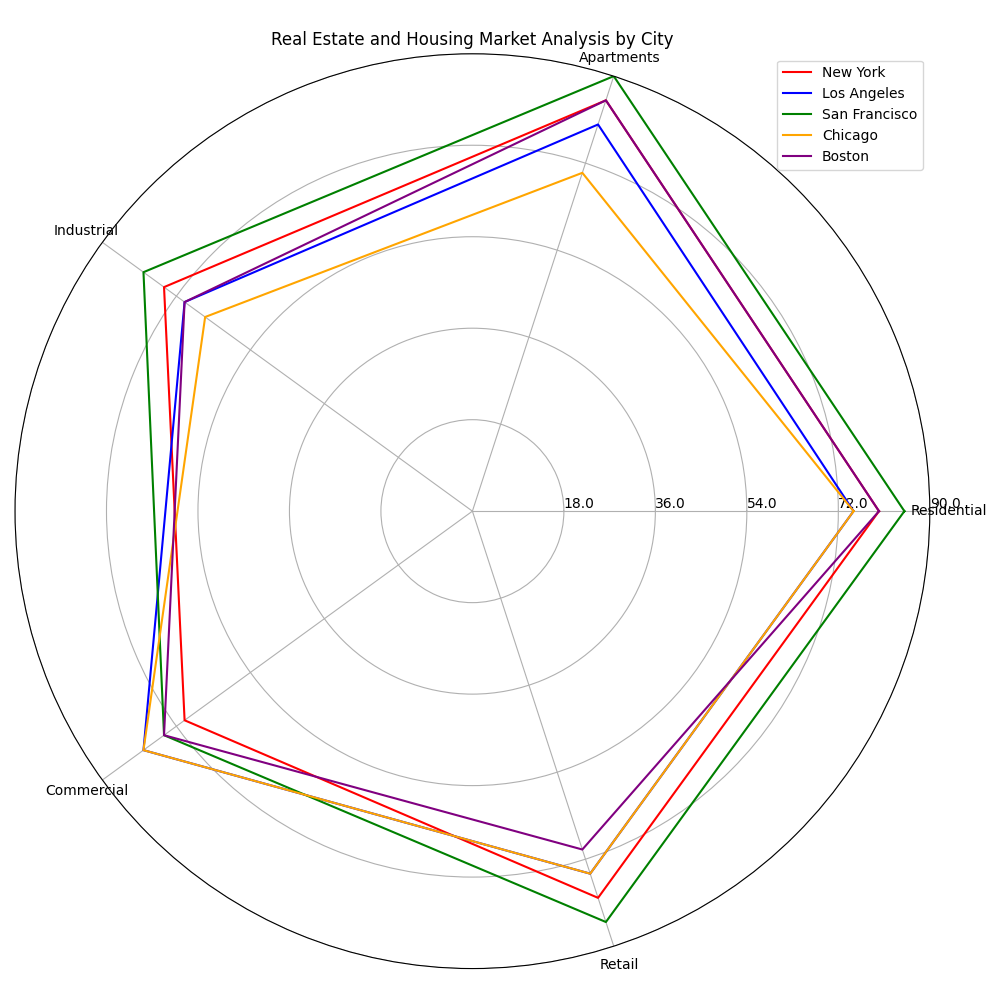 Real Estate and Housing Market Analysis by City
Apartments
New York
Los Angeles
San Francisco
Chicago
Boston
Industrial
18.0
36.0
54.0
72.0
90.0
Residential
Commercial
Retail